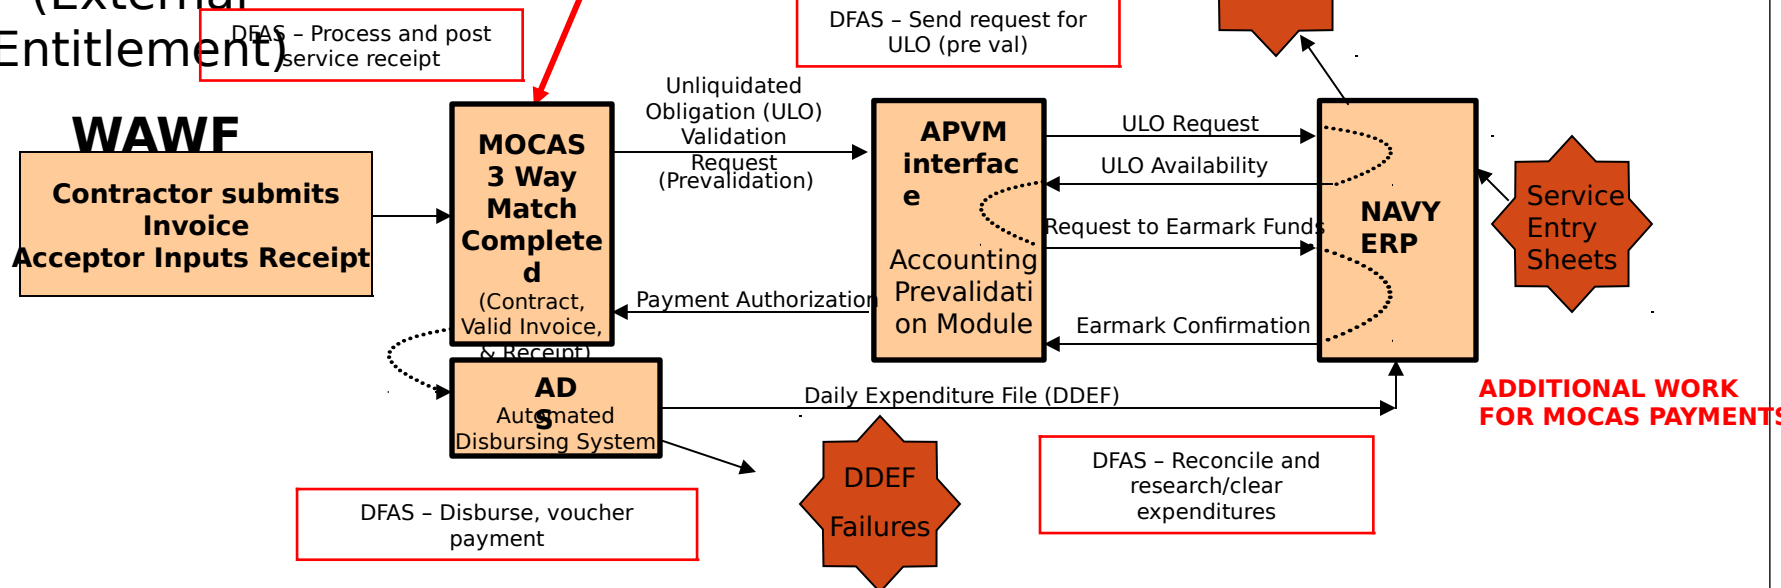 (External
Entitlement)
DFAS – Process and post
service receipt
DFAS – Send request for
ULO (pre val)
WAWF
Contractor submits
Invoice
Acceptor Inputs Receipt
MOCAS
3 Way
Match
Complete
d
(Contract,
Valid Invoice,
& Receipt)
Unliquidated
Obligation (ULO)
Validation
Request
(Prevalidation)
Payment Authorization
APVM
interfac
e
Accounting
Prevalidati
on Module
ULO Request
ULO Availability
Request to Earmark Funds
Earmark Confirmation
NAVY
ERP
Service
Entry
Sheets
AD
S
Automated
Disbursing System
Daily Expenditure File (DDEF)
ADDITIONAL WORK
FOR MOCAS PAYMENTS
DDEF
Failures
DFAS – Disburse, voucher
payment
DFAS – Reconcile and
research/clear
expenditures